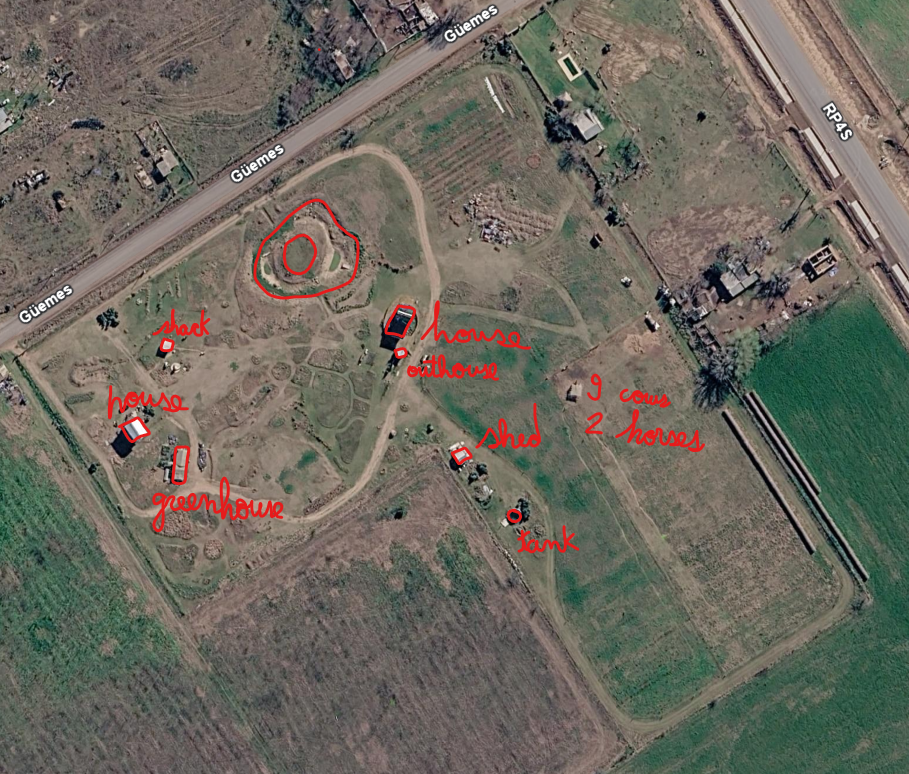 Güemes
RP4S
Güemes
Güemes
shack
house
outhouse
house
9 cows
2 horses
shed
greenhouse
tank